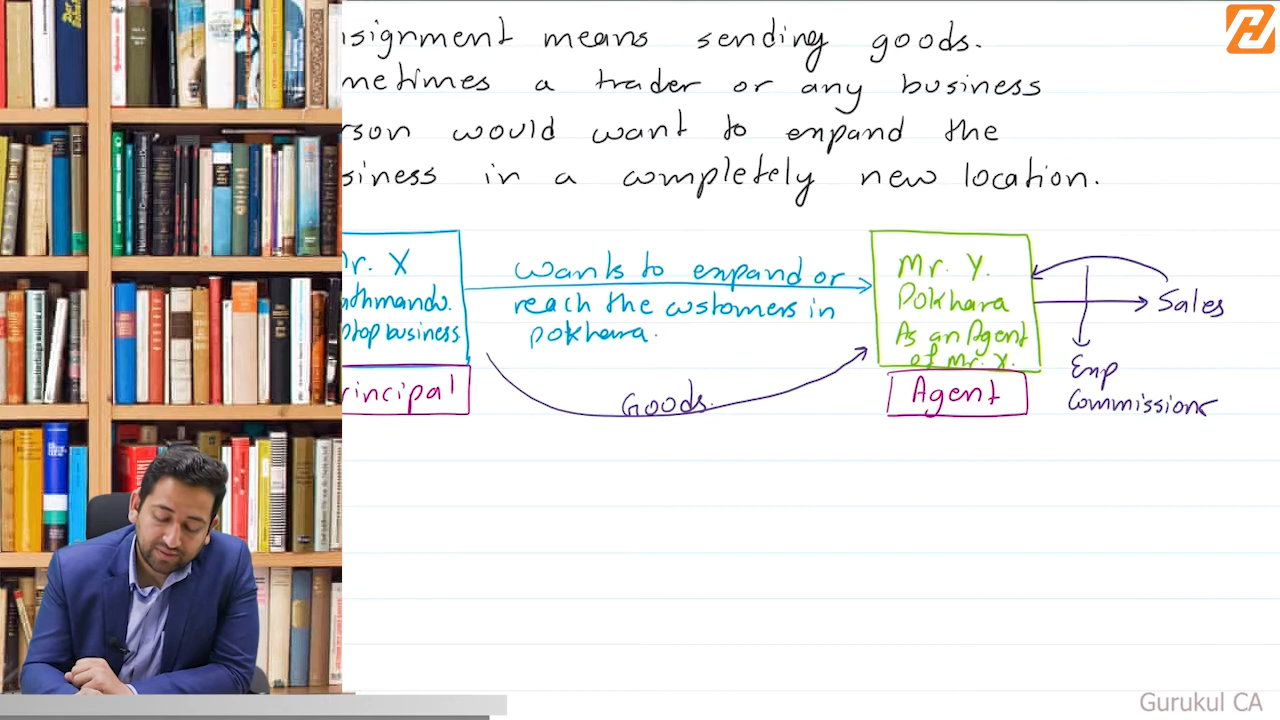 nsignment means sending goods.
metimes a trader or any business
rson would want to expand the
siness in a completely new location.
r. X
athmandu.
ptop business
rincipal
wants to expand or
reach the customers in
pokhara.
Goods.
Mr. Y.
Pokhara
As an Agent
of Mr. X.
Agent
Sales
Exp
Commissions
Gurukul CA